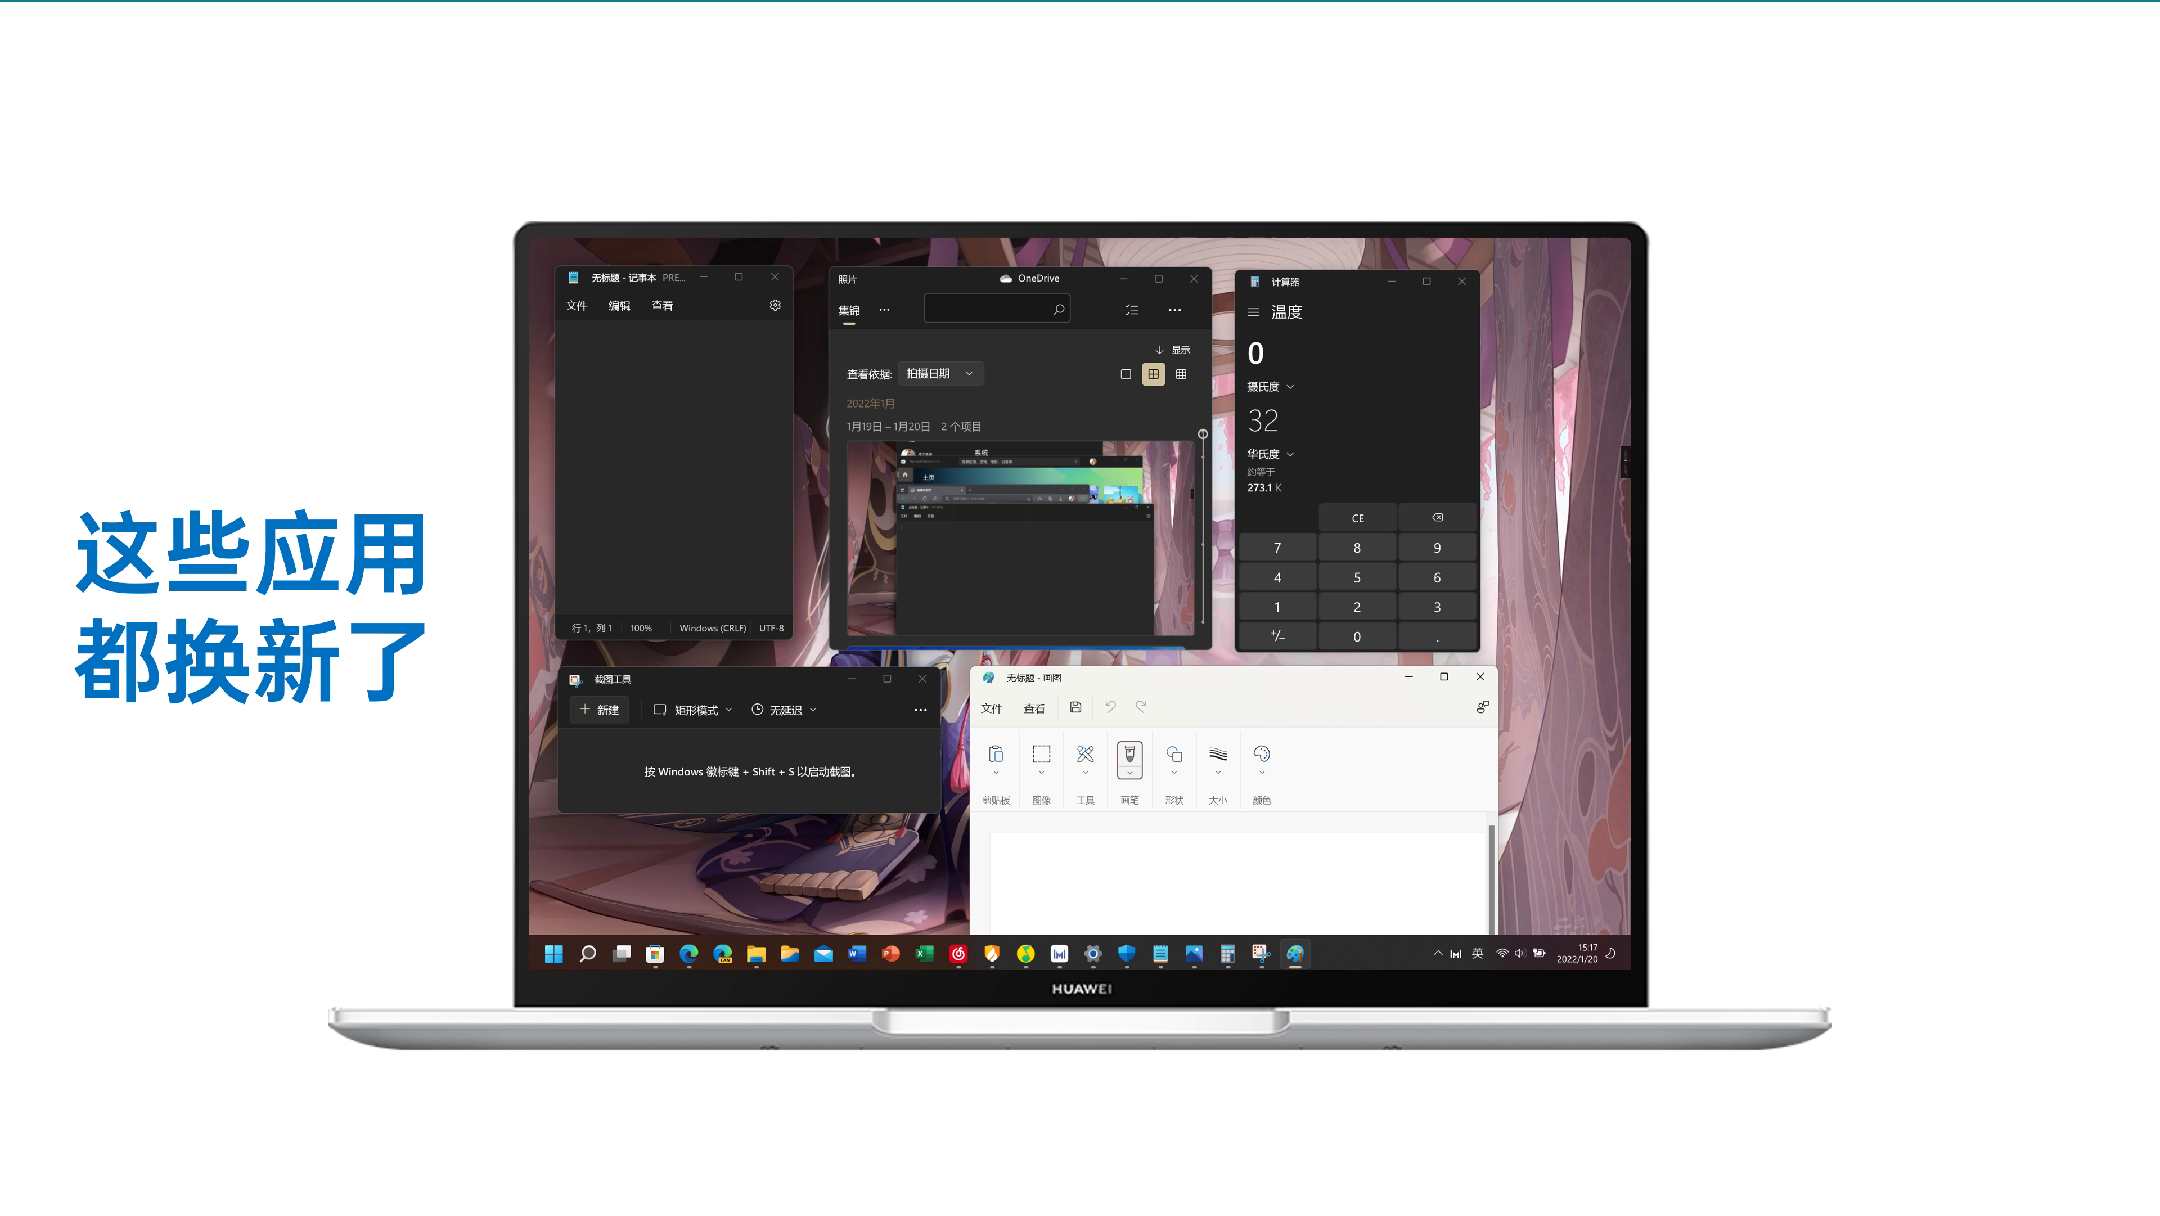 这些应用
都换新了
无标题 - 记事本 PRE...
文件 编辑 查看
行 1，列 1 100% Windows (CRLF) UTF-8
照片 OneDrive
集锦 ···
↓ 显示
查看依据: 拍摄日期
2022年1月
1月19日 – 1月20日 2 个项目
系统
主页
计算器
温度
0
摄氏度
32
华氏度
约等于
273.1 K
CE
7 8 9
4 5 6
1 2 3
+/− 0 .
截图工具
新建 矩形模式 无延迟 ···
按 Windows 徽标键 + Shift + S 以启动截图。
无标题 - 画图
文件 查看
剪贴板 图像 工具 画笔 形状 大小 颜色
英 15:17
2022/1/20
HUAWEI